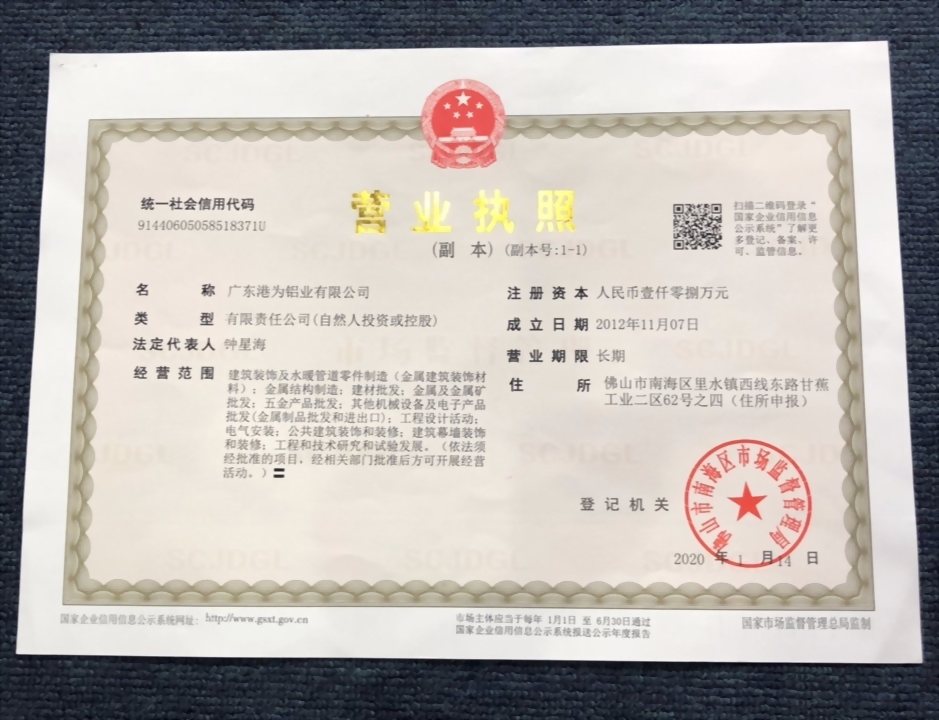 统一社会信用代码
91440605058518371U
营业执照
(副 本) (副本号:1-1)
扫描二维码登录“
国家企业信用信息
公示系统”了解更
多登记、备案、许
可、监管信息。
名 称 广东港为铝业有限公司
类 型 有限责任公司(自然人投资或控股)
法定代表人 钟星海
经营范围 建筑装饰及水暖管道零件制造(金属建筑装饰材
料);金属结构制造;建材批发;金属及金属矿
批发;五金产品批发;其他机械设备及电子产品
批发(金属制品批发和进出口);工程设计活动;
电气安装;公共建筑装饰和装修;建筑幕墙装饰
和装修;工程和技术研究和试验发展。(依法须
经批准的项目,经相关部门批准后方可开展经营
活动。)
注册资本 人民币壹仟零捌万元
成立日期 2012年11月07日
营业期限 长期
住 所 佛山市南海区里水镇西线东路甘蕉
工业二区62号之四(住所申报)
登记机关
佛山市南海区市场监督管理局
2020 年 1 月 14 日
国家企业信用信息公示系统网址: http://www.gsxt.gov.cn
市场主体应当于每年 1月1日 至 6月30日通过
国家企业信用信息公示系统报送公示年度报告
国家市场监督管理总局监制
SCJDGL